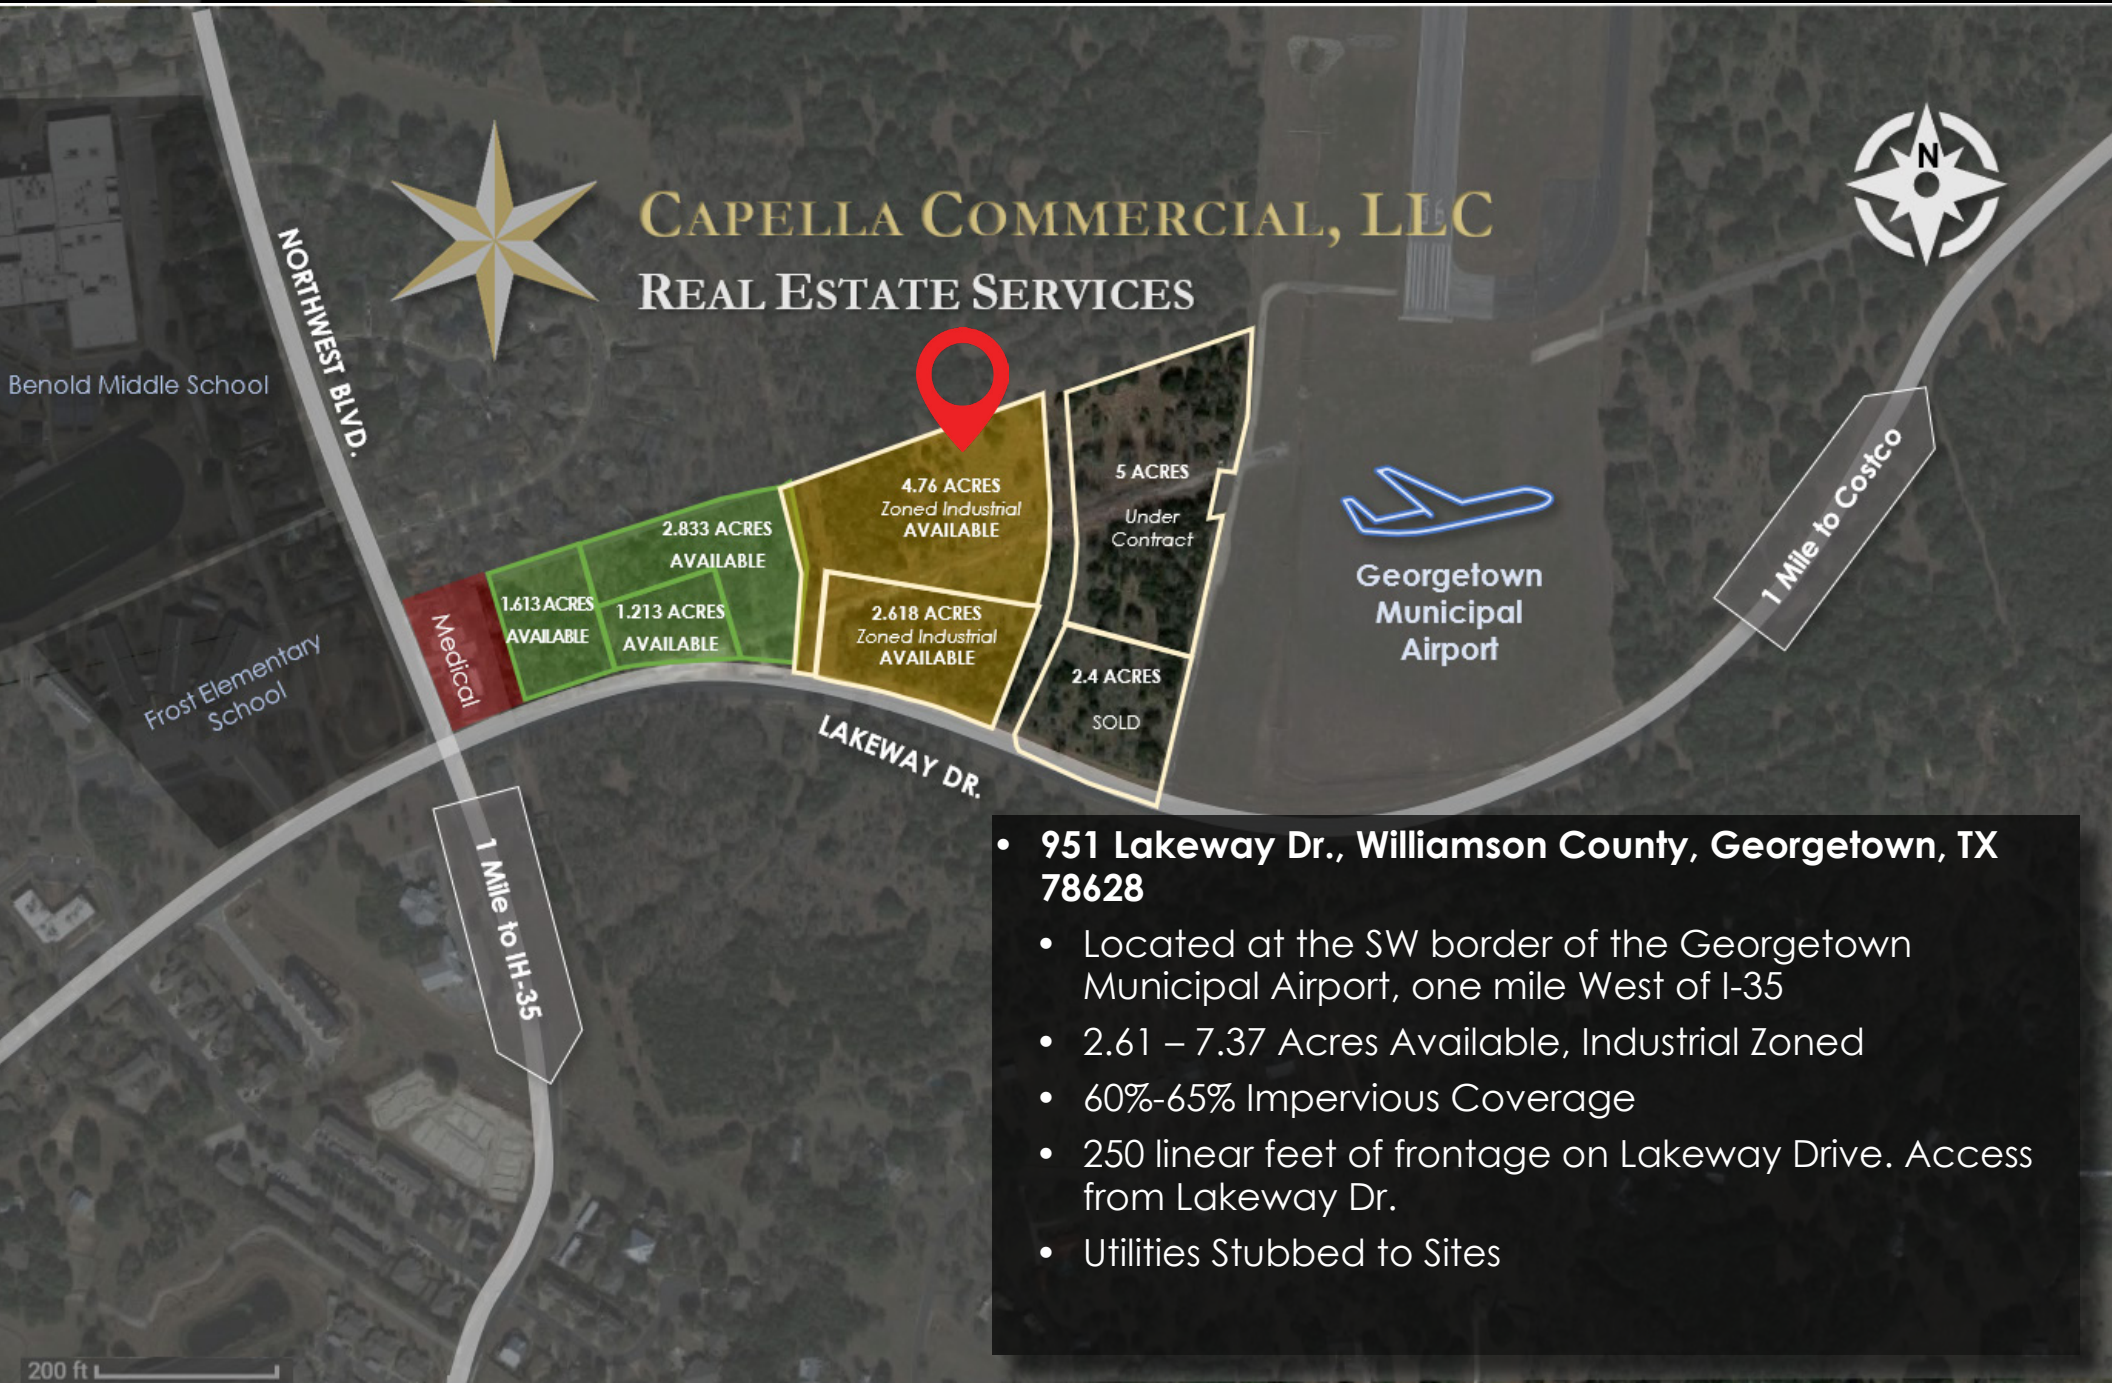 N
CAPELLA COMMERCIAL, LLC
REAL ESTATE SERVICES
NORTHWEST BLVD.
Benold Middle School
Frost Elementary
School
Medical
1.613 ACRES
AVAILABLE
2.833 ACRES
AVAILABLE
1.213 ACRES
AVAILABLE
4.76 ACRES
Zoned Industrial
AVAILABLE
2.618 ACRES
Zoned Industrial
AVAILABLE
5 ACRES
Under
Contract
2.4 ACRES
SOLD
Georgetown
Municipal
Airport
1 Mile to Costco
LAKEWAY DR.
1 Mile to IH-35
• 951 Lakeway Dr., Williamson County, Georgetown, TX
78628
• Located at the SW border of the Georgetown
Municipal Airport, one mile West of I-35
• 2.61 – 7.37 Acres Available, Industrial Zoned
• 60%-65% Impervious Coverage
• 250 linear feet of frontage on Lakeway Drive. Access
from Lakeway Dr.
• Utilities Stubbed to Sites
200 ft